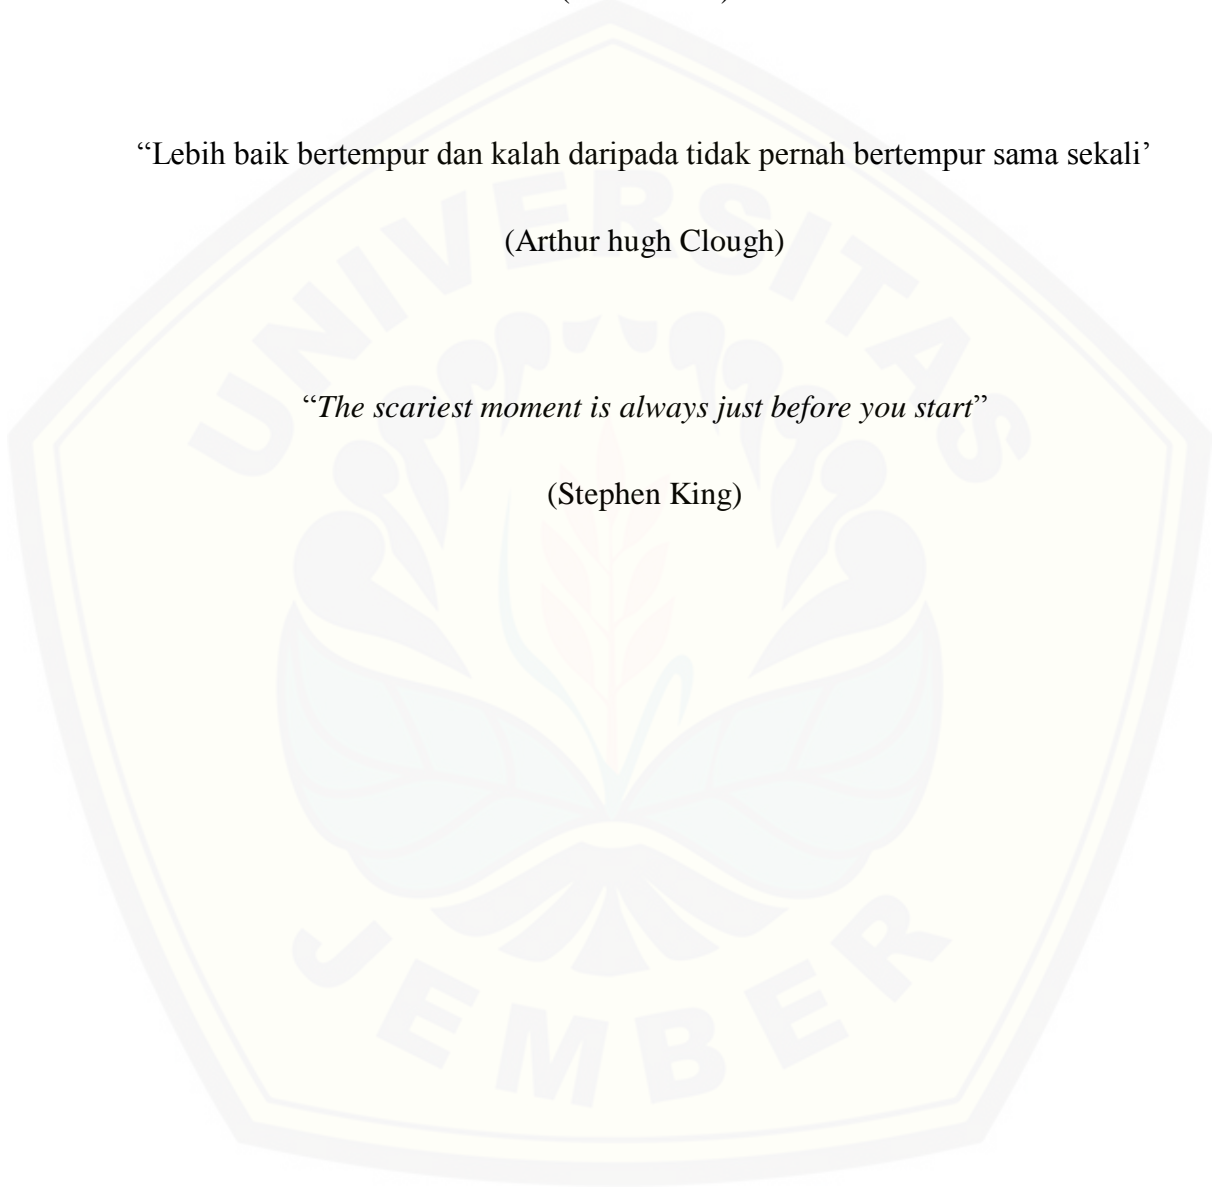 “Lebih baik bertempur dan kalah daripada tidak pernah bertempur sama sekali’
(Arthur hugh Clough)
“The scariest moment is always just before you start”
(Stephen King)
UNIVERSITAS
JEMBER